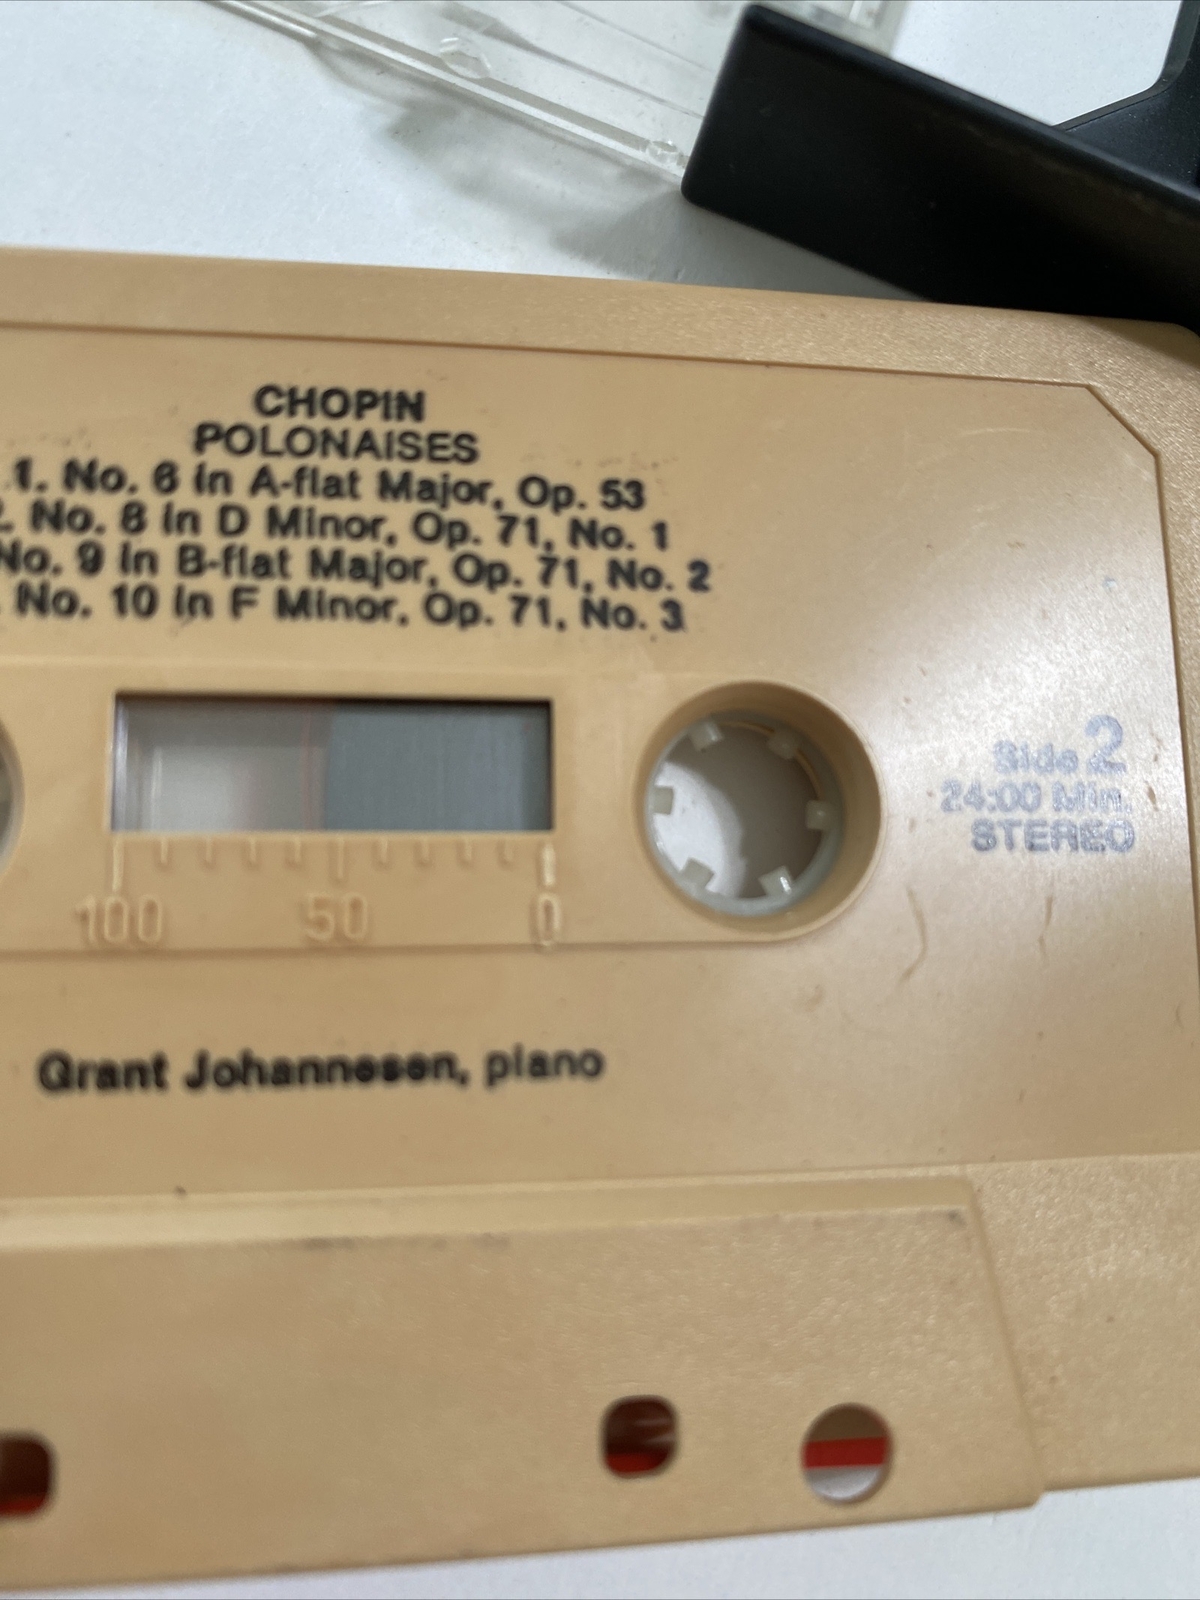 CHOPIN
POLONAISES
1. No. 6 in A-flat Major, Op. 53
2. No. 8 in D Minor, Op. 71, No. 1
No. 9 in B-flat Major, Op. 71, No. 2
. No. 10 in F Minor, Op. 71, No. 3
Side 2
24:00 Min.
STEREO
100 50 0
Grant Johannesen, piano